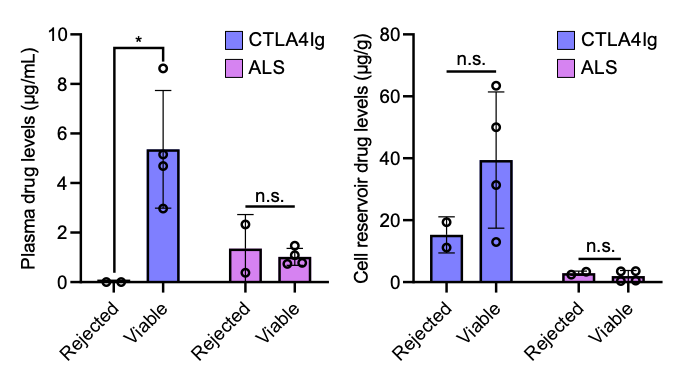 Plasma drug levels (µg/mL)
10
8
6
4
2
0
*
n.s.
CTLA4Ig
ALS
Rejected
Viable
Rejected
Viable
Cell reservoir drug levels (µg/g)
80
60
40
20
0
n.s.
n.s.
CTLA4Ig
ALS
Rejected
Viable
Rejected
Viable